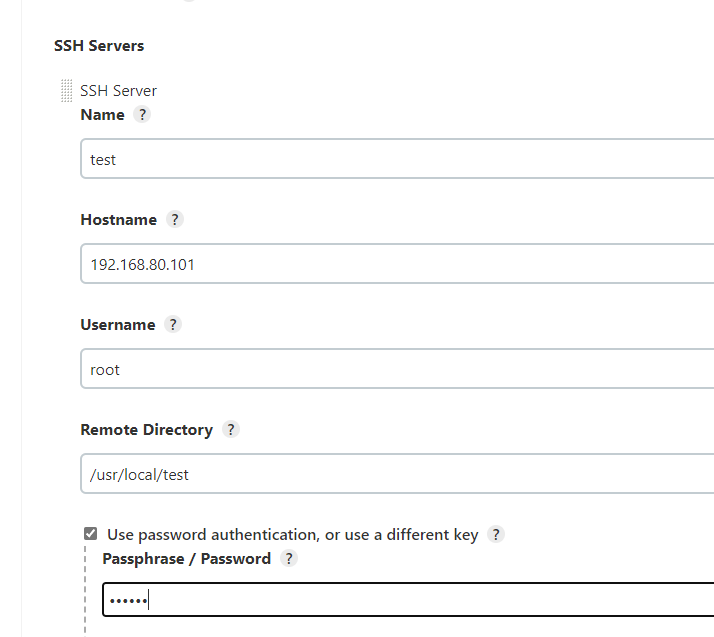 SSH Servers
SSH Server
Name ?
test
Hostname ?
192.168.80.101
Username ?
root
Remote Directory ?
/usr/local/test
Use password authentication, or use a different key ?
Passphrase / Password ?
••••••